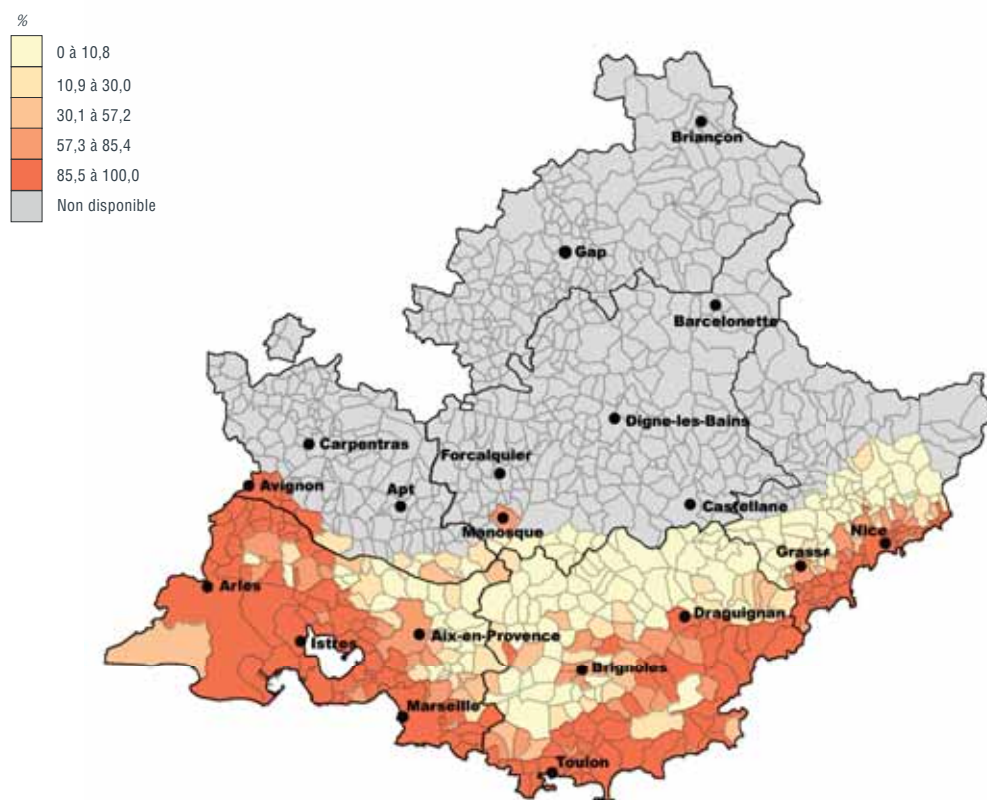 %
0 à 10,8
10,9 à 30,0
30,1 à 57,2
57,3 à 85,4
85,5 à 100,0
Non disponible
Briançon
Gap
Barcelonette
Digne-les-Bains
Carpentras
Forcalquier
Avignon
Apt
Castellane
Manosque
Nice
Grasse
Arles
Draguignan
Aix-en-Provence
Istres
Brignoles
Marseille
Toulon